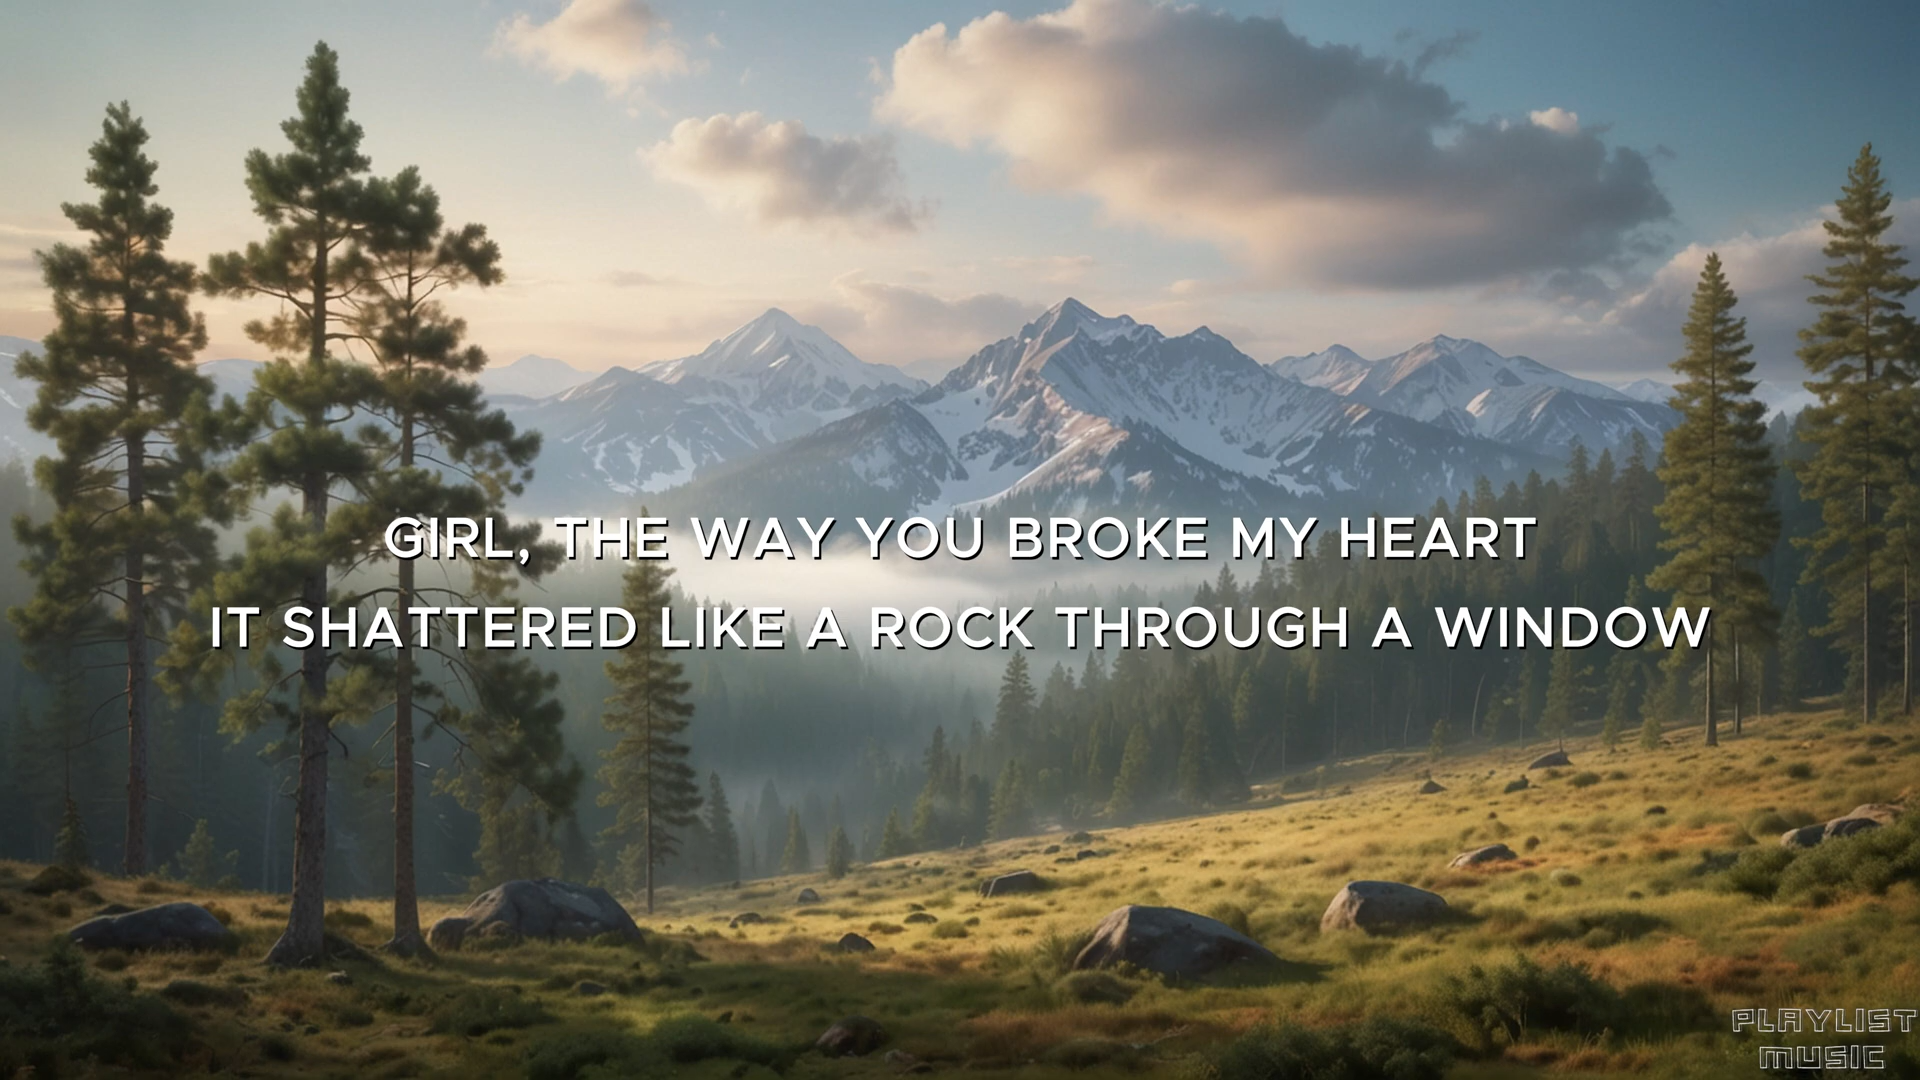 GIRL, THE WAY YOU BROKE MY HEART
IT SHATTERED LIKE A ROCK THROUGH A WINDOW
PLAYLIST
MUSIC